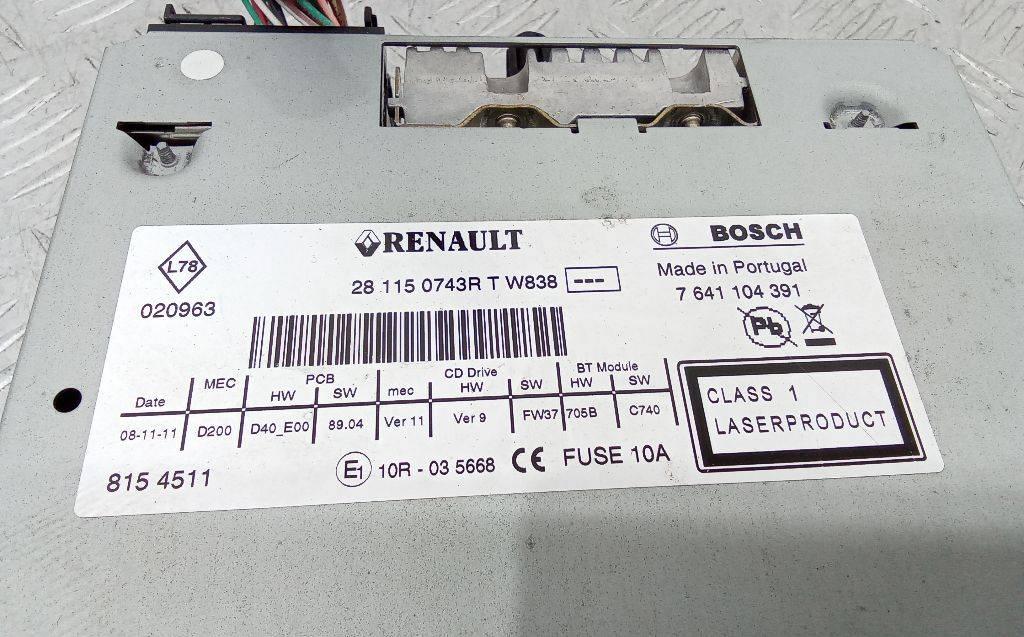 RENAULT
BOSCH
L78
28 115 0743R T W838 ---
Made in Portugal
7 641 104 391
020963
Pb
Date MEC PCB HW SW mec CD Drive HW SW BT Module HW SW
08-11-11 D200 D40_E00 89.04 Ver 11 Ver 9 FW37 705B C740
CLASS 1
LASERPRODUCT
815 4511
E1 10R - 03 5668 CE FUSE 10A